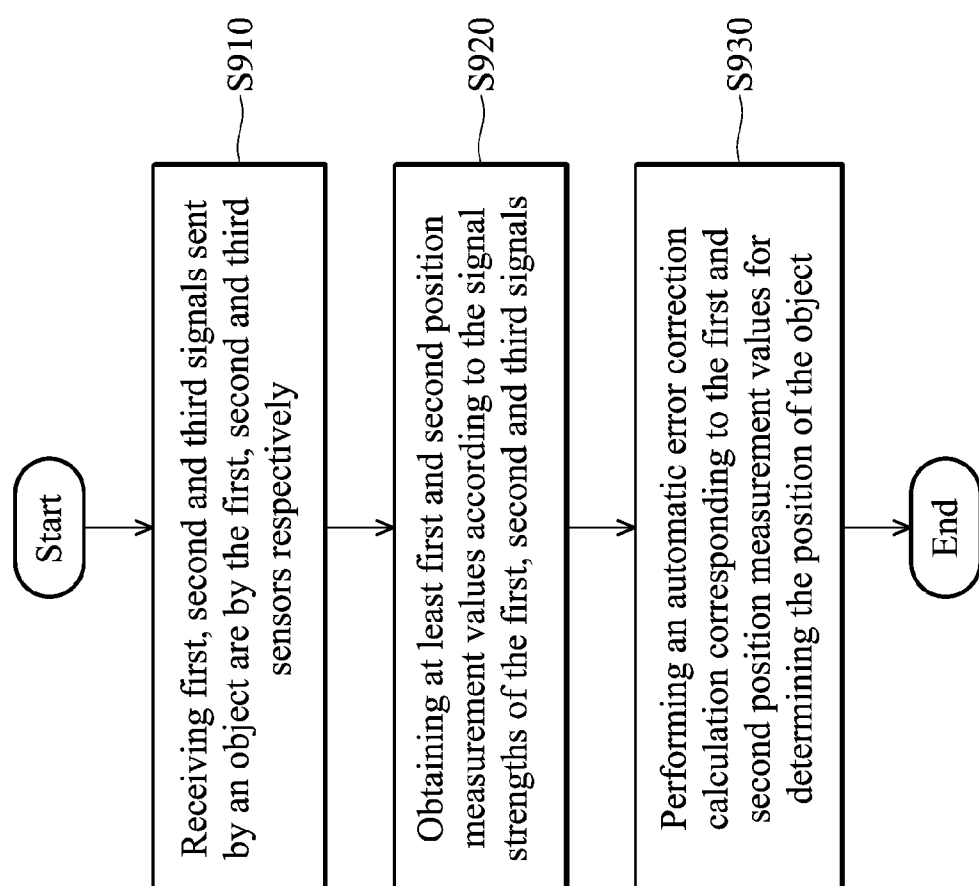 Start
Receiving first, second and third signals sent
by an object are by the first, second and third
sensors respectively
S910
Obtaining at least first and second position
measurement values according to the signal
strengths of the first, second and third signals
S920
Performing an automatic error correction
calculation corresponding to the first and
second position measurement values for
determining the position of the object
S930
End